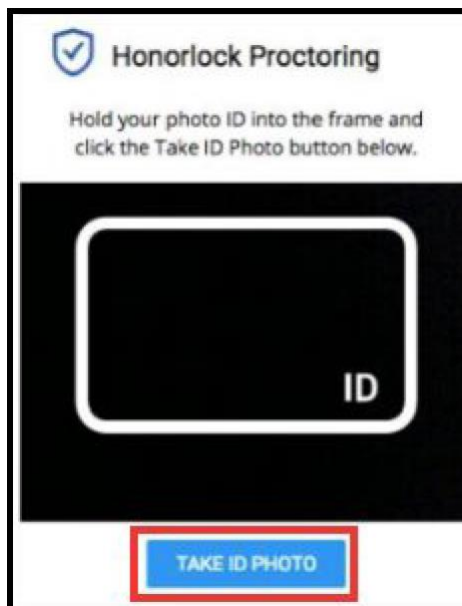 Honorlock Proctoring
Hold your photo ID into the frame and
click the Take ID Photo button below.
ID
TAKE ID PHOTO